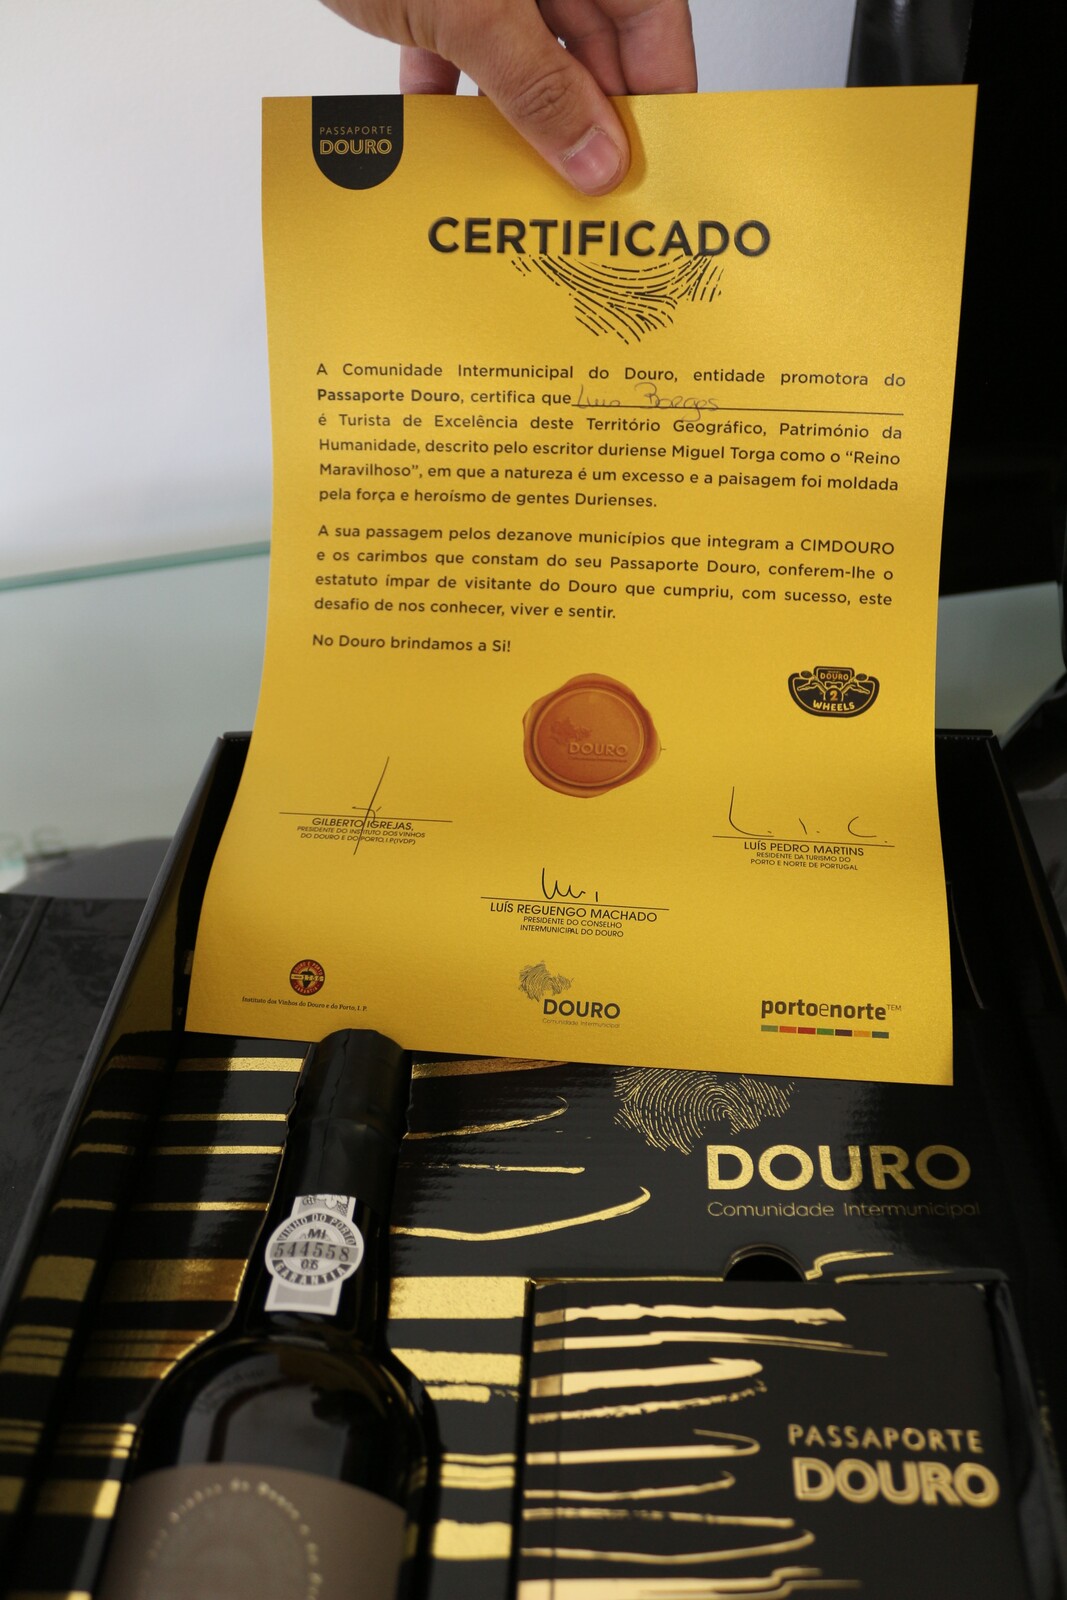 PASSAPORTE
DOURO
CERTIFICADO
A Comunidade Intermunicipal do Douro, entidade promotora do
Passaporte Douro, certifica que Luis Borges
é Turista de Excelência deste Território Geográfico, Património da
Humanidade, descrito pelo escritor duriense Miguel Torga como o “Reino
Maravilhoso”, em que a natureza é um excesso e a paisagem foi moldada
pela força e heroísmo de gentes Durienses.
A sua passagem pelos dezanove municípios que integram a CIMDOURO
e os carimbos que constam do seu Passaporte Douro, conferem-lhe o
estatuto ímpar de visitante do Douro que cumpriu, com sucesso, este
desafio de nos conhecer, viver e sentir.
No Douro brindamos a Si!
DOURO
2
WHEELS
DOURO
GILBERTO IGREJAS,
PRESIDENTE DO INSTITUTO DOS VINHOS
DO DOURO E DO PORTO, I P(IVDP)
L. P. C.
LUÍS PEDRO MARTINS
RESIDENTE DA TURISMO DO
PORTO E NORTE DE PORTUGAL
LUÍS REGUENGO MACHADO
PRESIDENTE DO CONSELHO
INTERMUNICIPAL DO DOURO
Instituto dos Vinhos do Douro e do Porto, I. P.
DOURO
Comunidade Intermunicipal
portoenorte™
DOURO
Comunidade Intermunicipal
VINHO DO PORTO
MI
544558
06
GARANTIA
PASSAPORTE
DOURO